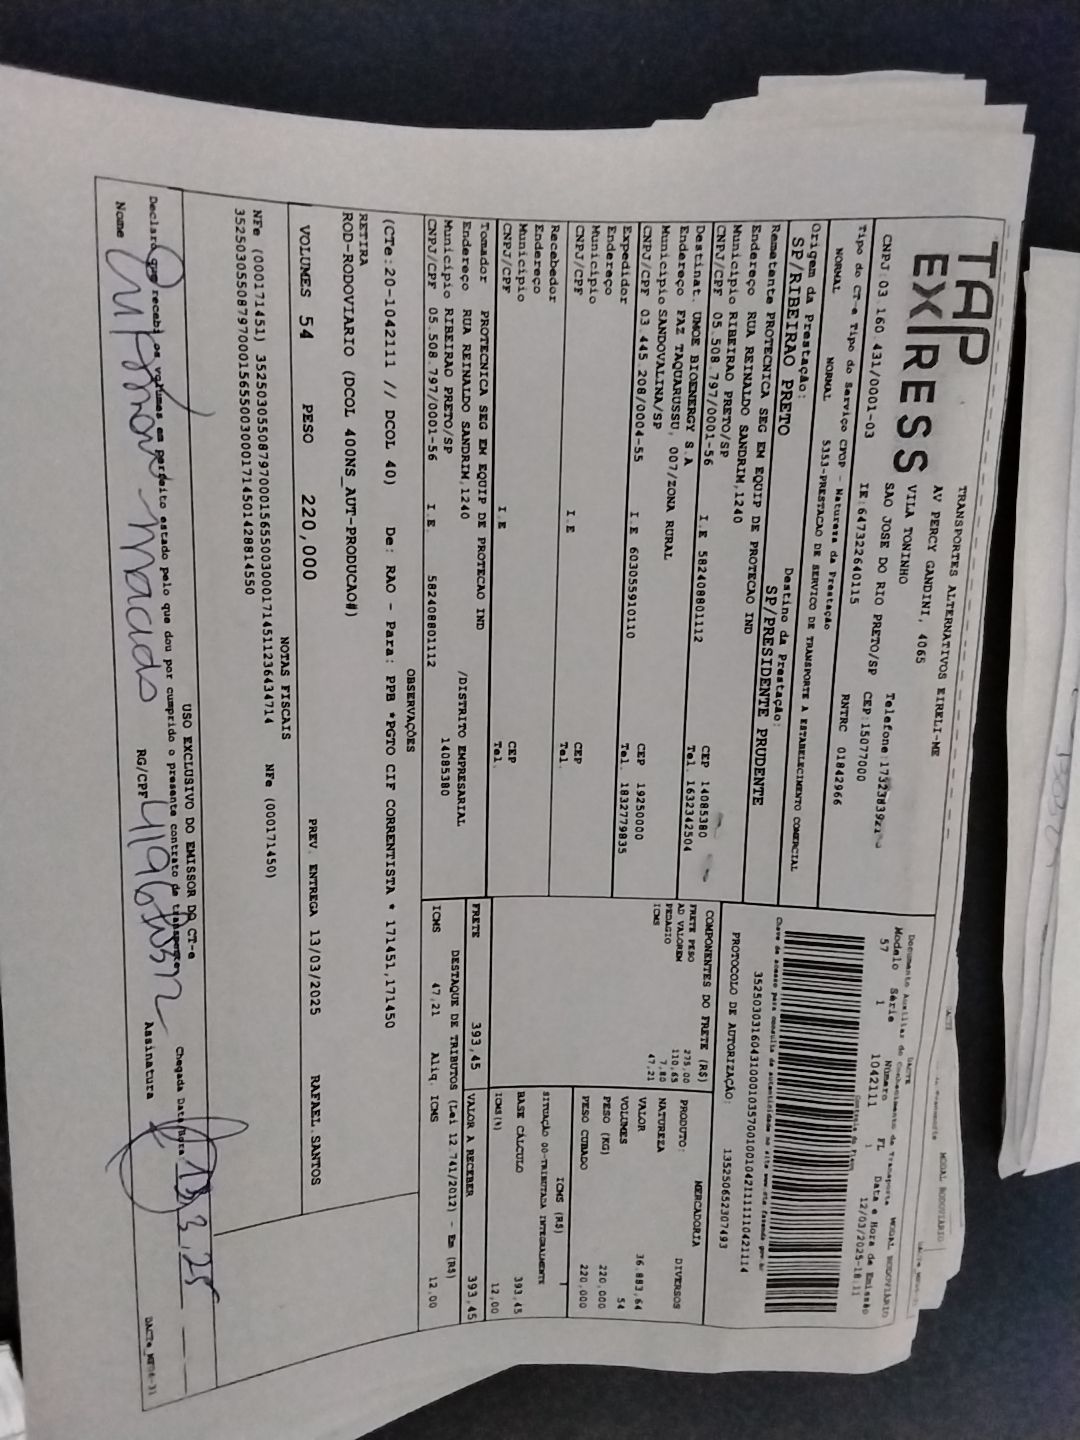 TAP
EXPRESS
TRANSPORTES ALTERNATIVOS EIRELI-ME
AV PERCY GANDINI, 4065
VILA TONINHO
SAO JOSE DO RIO PRETO/SP
CEP:15077000
CNPJ:03 160 431/0001-03
IE:647322640115
RNTRC 01842966
Tipo do CT-e Tipo do Serviço CFOP - Natureza da Prestação
NORMAL NORMAL 5353-PRESTACAO DE SERVICO DE TRANSPORTE A ESTABELECIMENTO COMERCIAL
Origem da Prestação: Destino da Prestação:
SP/RIBEIRAO PRETO SP/PRESIDENTE PRUDENTE
Remetente PROTECNICA SEG EM EQUIP DE PROTECAO IND
Endereço RUA REINALDO SANDRIM,1240
Município RIBEIRAO PRETO/SP CEP 14085380
CNPJ/CPF 05.508.797/0001-56 I.E 582408801112 Tel. 1632342504
Destinat. UMOE BIOENERGY S.A
Endereço FAZ TAQUARUSSU, 007/ZONA RURAL
Município SANDOVALINA/SP CEP 19250000
CNPJ/CPF 03.445.208/0004-55 I.E 603055910110 Tel. 1832779835
Expedidor
Endereço
Município CEP
CNPJ/CPF I.E Tel.
Recebedor
Endereço
Município CEP
CNPJ/CPF I.E Tel.
Tomador PROTECNICA SEG EM EQUIP DE PROTECAO IND
Endereço RUA REINALDO SANDRIM,1240 /DISTRITO EMPRESARIAL
Município RIBEIRAO PRETO/SP 14085380
CNPJ/CPF 05.508.797/0001-56 I.E 582408801112
Documento Auxiliar do Conhecimento de Transporte
MODAL RODOVIÁRIO
Modelo Série Número FL Data e Hora de Emissão
57 1 1042111 12/03/2025-18:11
PROTOCOLO DE AUTORIZAÇÃO: 135250652307493
COMPONENTES DO FRETE (R$)
FRETE PESO 275,00
AD VALOREM 110,65
PEDAGIO 7,80
ICMS 47,21
PRODUTO: MERCADORIA
NATUREZA DIVERSOS
VALOR 36.883,64
VOLUMES 54
PESO (KG) 220,000
PESO CUBADO 220,000
ICMS (R$)
SITUAÇÃO 00-TRIBUTADA INTEGRALMENTE
BASE CÁLCULO 393,45
ICMS(%) 12,00
FRETE 393,45 VALOR A RECEBER 393,45
DESTAQUE DE TRIBUTOS (Lei 12.741/2012) - Em (R$)
ICMS 47,21 Aliq. ICMS 12,00
OBSERVAÇÕES
(CTe:20-1042111 // DCOL 40) De: RAO - Para: PPB *PGTO CIF CORRENTISTA * 171451,171450
RETIRA
ROD-RODOVIARIO (DCOL 400NS_AUT-PRODUCAO#)
VOLUMES 54 PESO 220,000 PREV. ENTREGA 13/03/2025 RAFAEL.SANTOS
NOTAS FISCAIS
NFe (000171451) 35250305508797000156550030001714511236434714 NFe (000171450)
35250305508797000156550030001714501428814550
USO EXCLUSIVO DO EMISSOR DO CT-e
Declaro que recebi os volumes em perfeito estado pelo que dou por cumprido o presente contrato de transporte
Chegada Data/Hora 13.3.25
Nome RG/CPF Assinatura